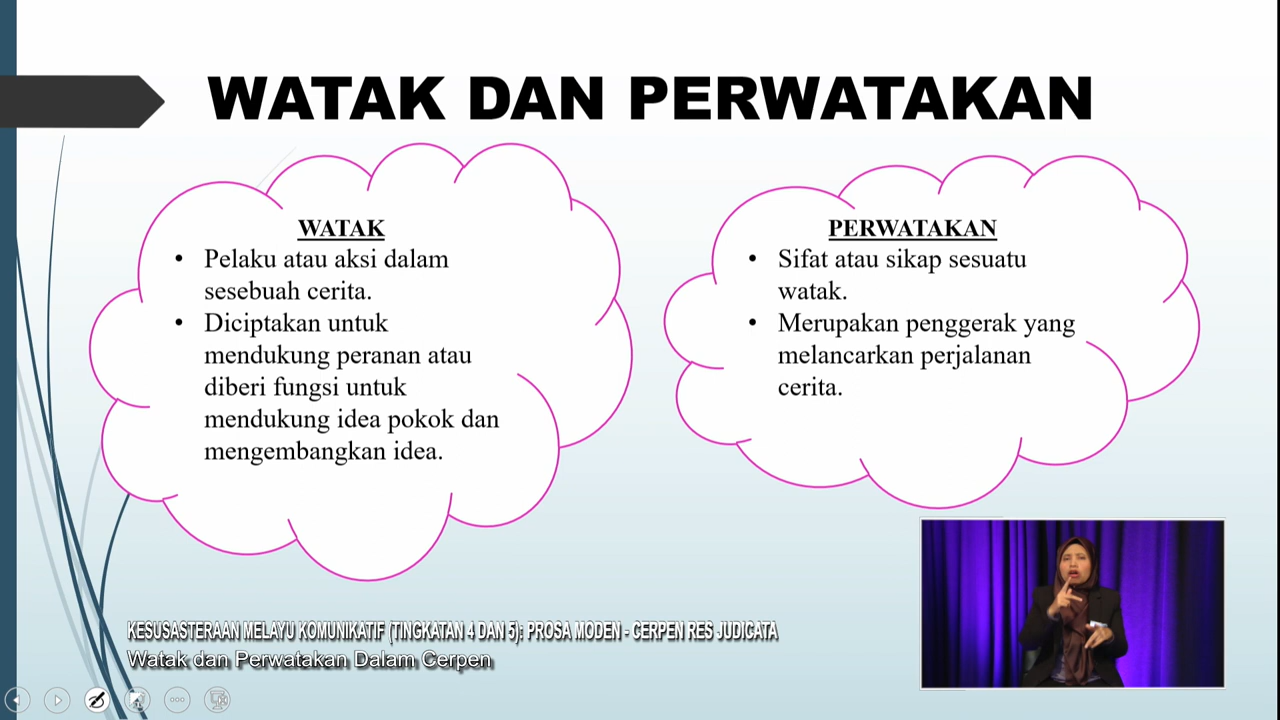 WATAK DAN PERWATAKAN
WATAK
• Pelaku atau aksi dalam
sesebuah cerita.
• Diciptakan untuk
mendukung peranan atau
diberi fungsi untuk
mendukung idea pokok dan
mengembangkan idea.
PERWATAKAN
• Sifat atau sikap sesuatu
watak.
• Merupakan penggerak yang
melancarkan perjalanan
cerita.
KESUSASTERAAN MELAYU KOMUNIKATIF (TINGKATAN 4 DAN 5): PROSA MODEN - CERPEN RES JUDICATA
Watak dan Perwatakan Dalam Cerpen